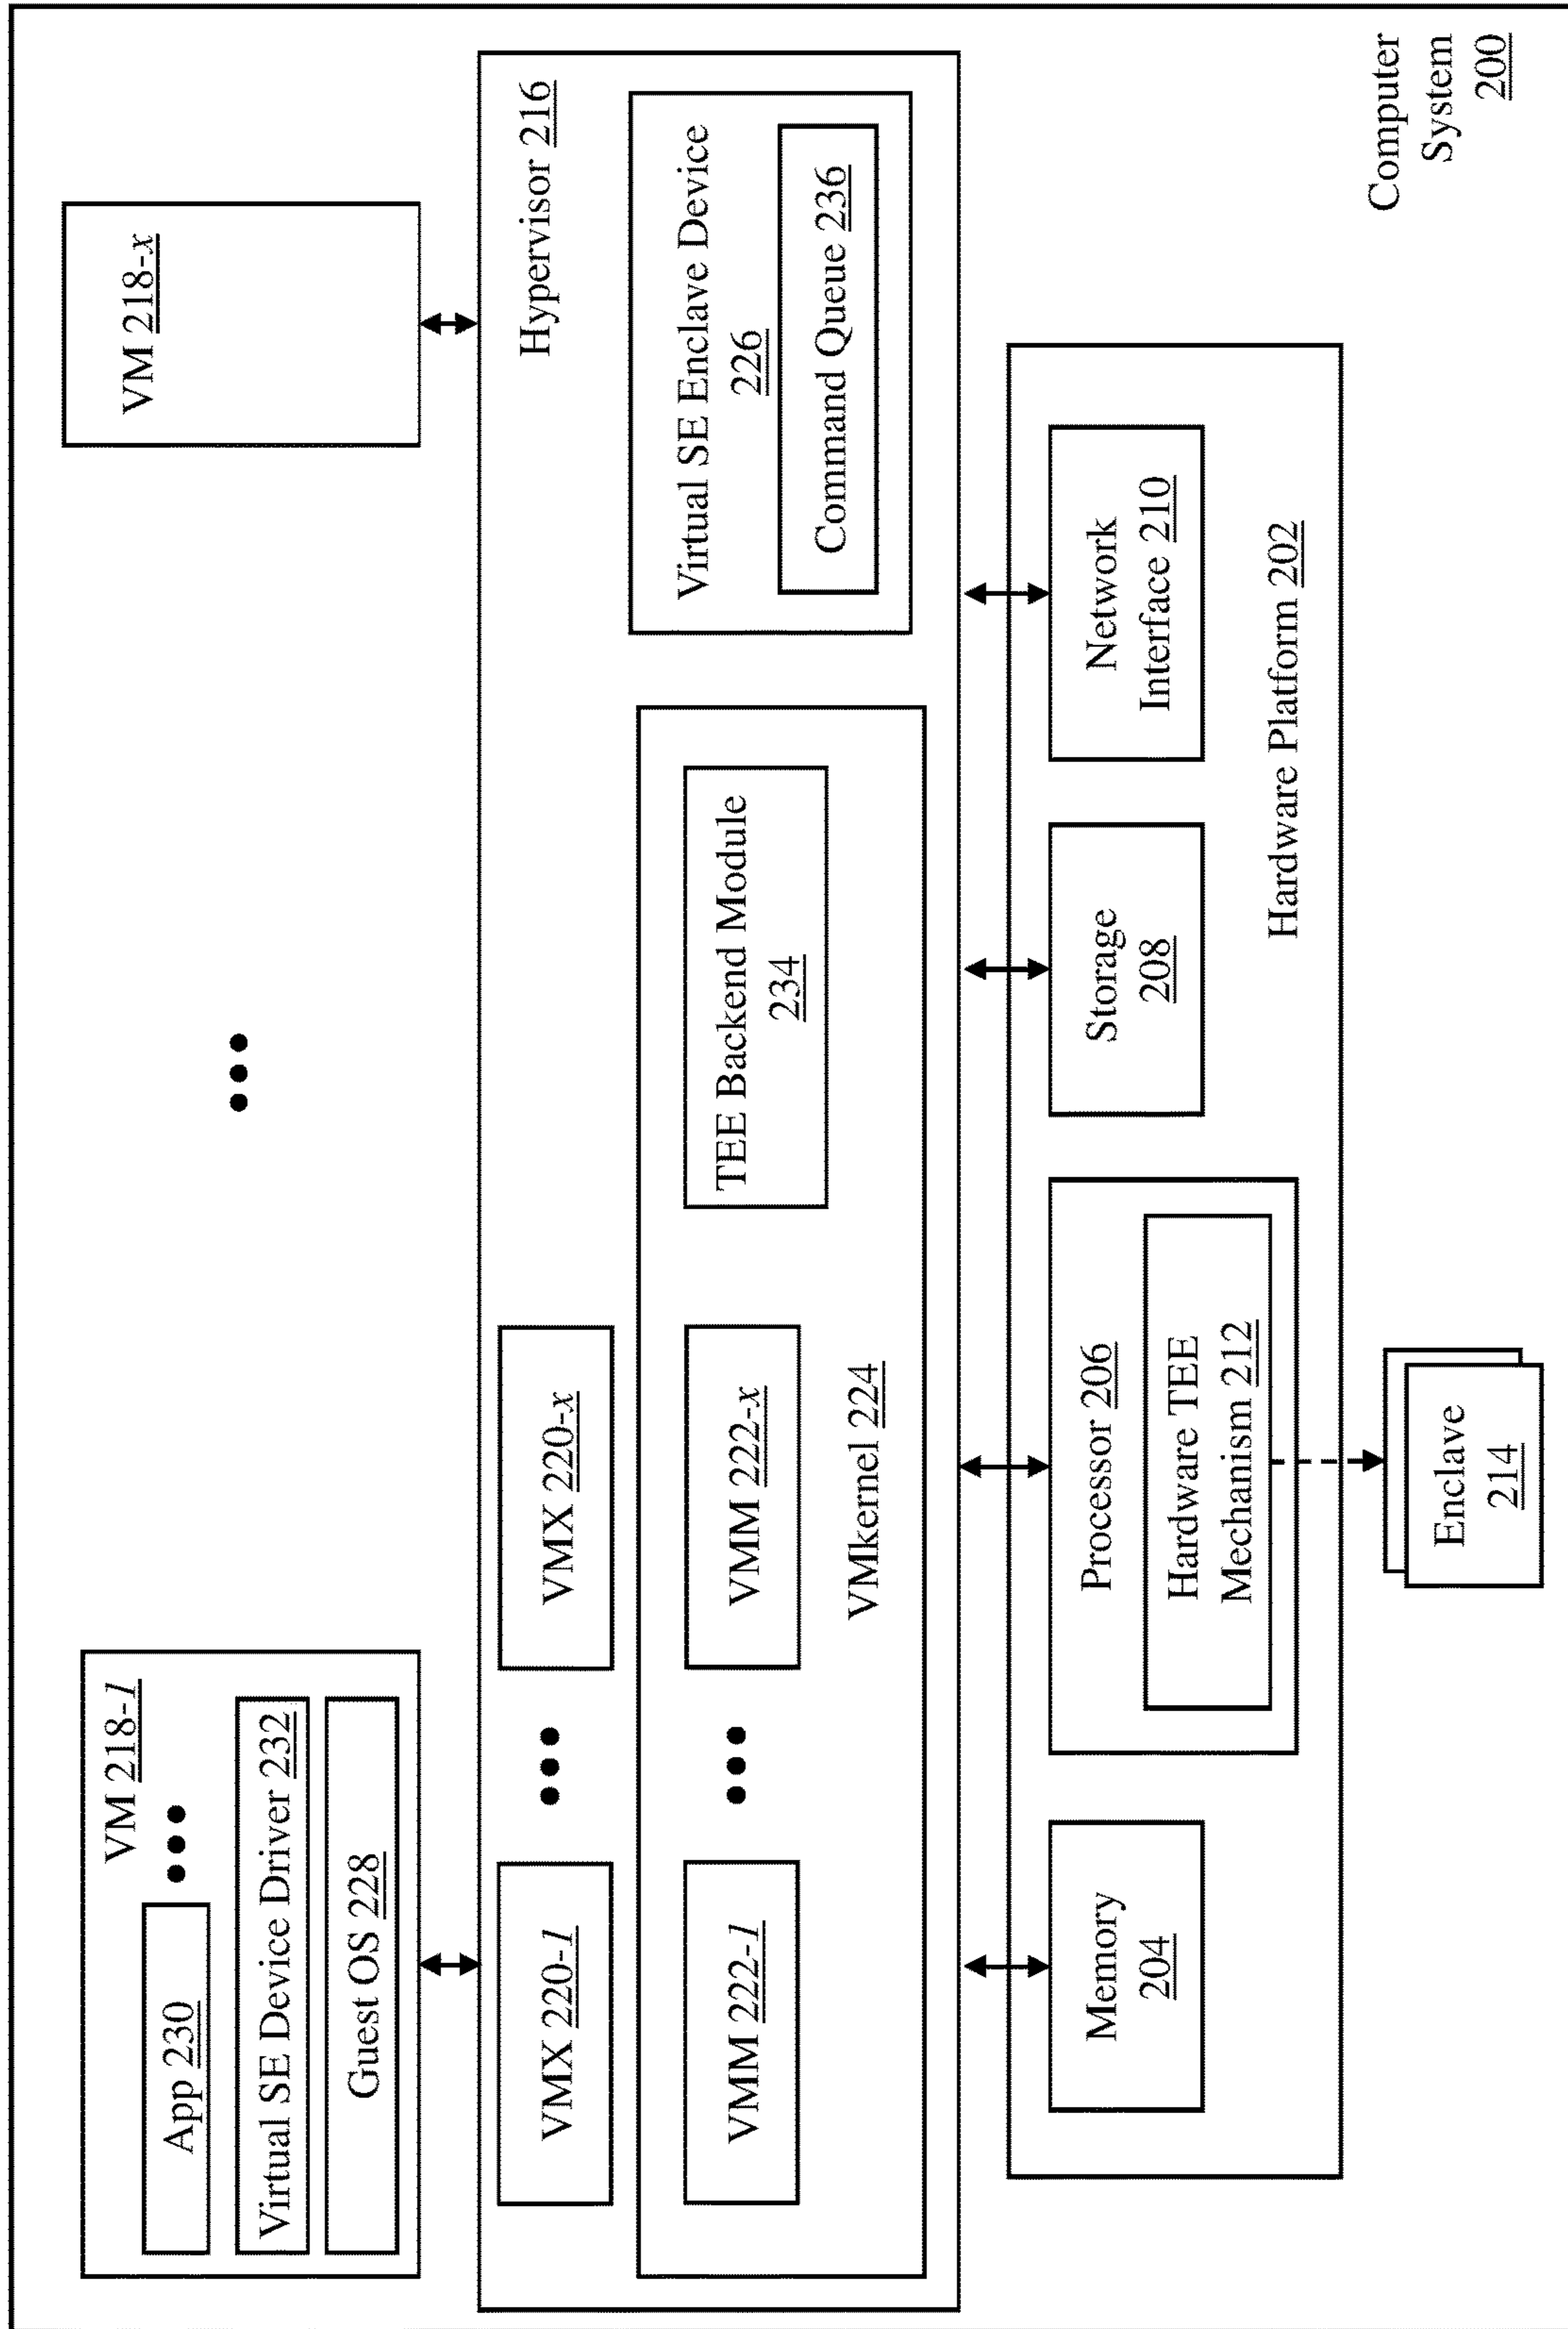 VM 218-1
App 230
Virtual SE Device Driver 232
Guest OS 228
VM 218-x
Hypervisor 216
VMX 220-1
VMX 220-x
VMM 222-1
VMM 222-x
VMkernel 224
TEE Backend Module
234
Virtual SE Enclave Device
226
Command Queue 236
Memory
204
Processor 206
Hardware TEE
Mechanism 212
Storage
208
Network
Interface 210
Hardware Platform 202
Enclave
214
Computer
System
200